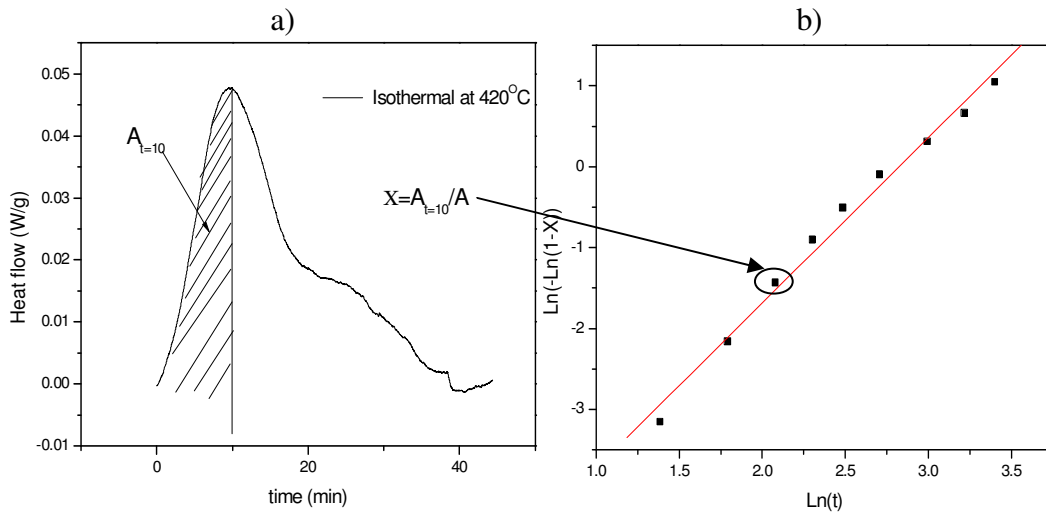 a)
0.05
0.04
0.03
0.02
0.01
0.00
-0.01
Heat flow (W/g)
Isothermal at 420°C
A_{t=10}
0
20
40
time (min)
b)
1
0
-1
-2
-3
Ln(-Ln(1-X))
X=A_{t=10}/A
1.0
1.5
2.0
2.5
3.0
3.5
Ln(t)